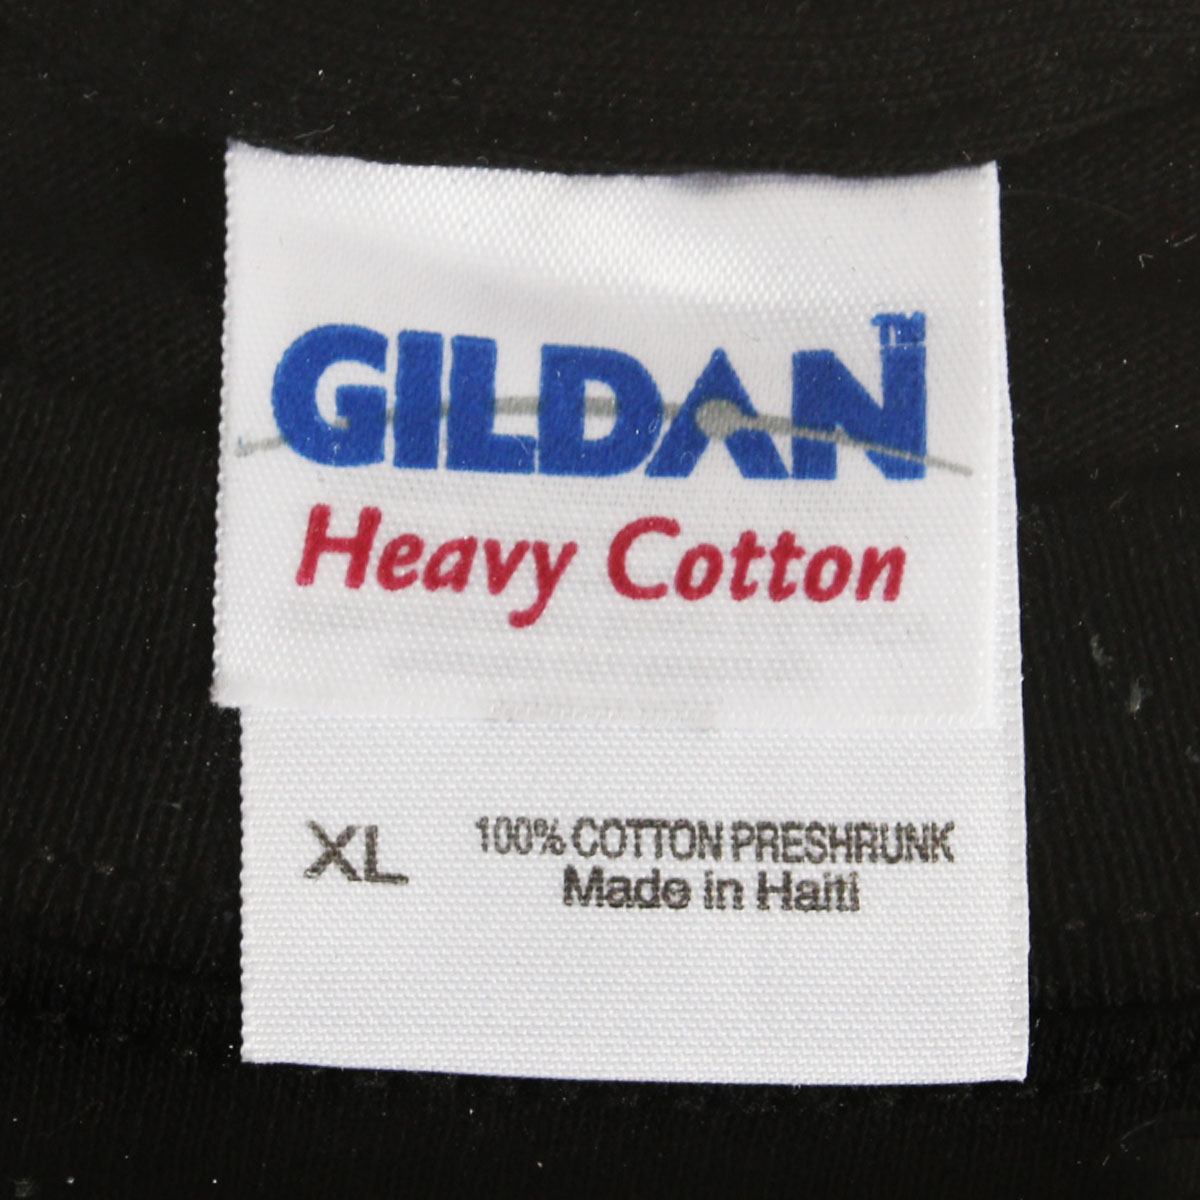 GILDAN™
Heavy Cotton
XL
100% COTTON PRESHRUNK
Made in Haiti